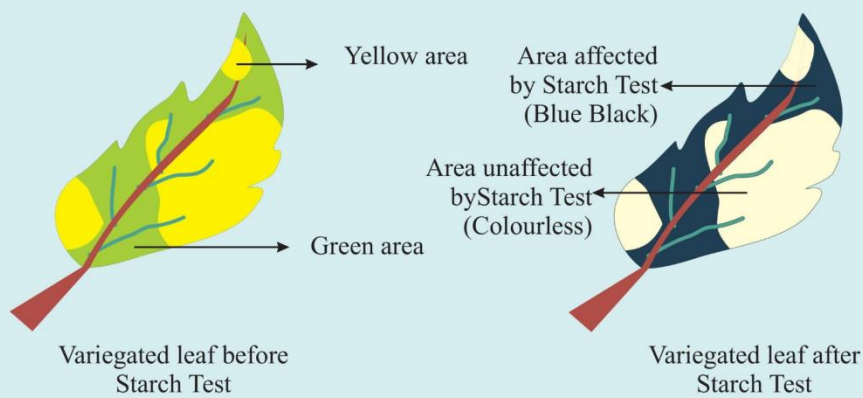 Yellow area
Green area
Variegated leaf before
Starch Test
Area affected
by Starch Test
(Blue Black)
Area unaffected
byStarch Test
(Colourless)
Variegated leaf after
Starch Test